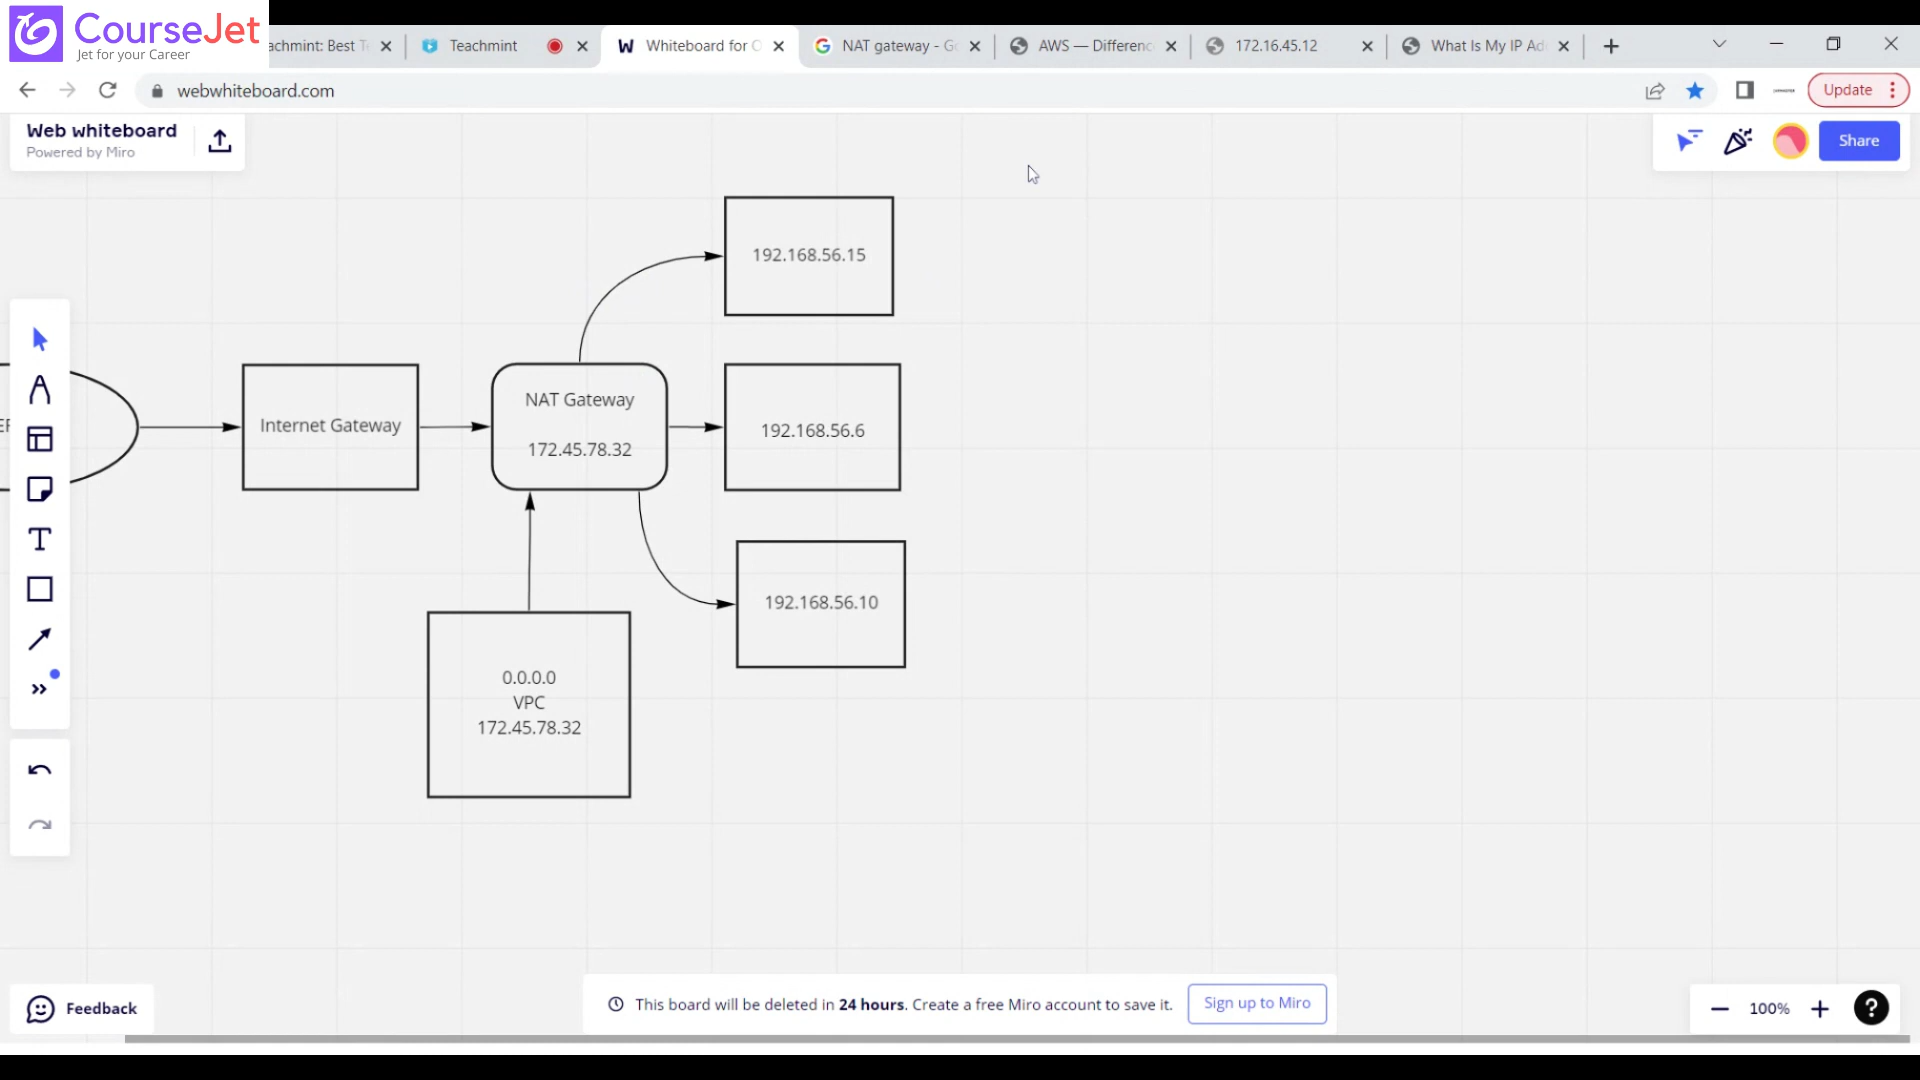 CourseJet
Jet for your Career
achmint: Best T
Teachmint
Whiteboard for O
NAT gateway - G
AWS — Differenc
172.16.45.12
What Is My IP Ad
webwhiteboard.com
Update
Web whiteboard
Powered by Miro
Share
192.168.56.15
Internet Gateway
NAT Gateway
172.45.78.32
192.168.56.6
192.168.56.10
0.0.0.0
VPC
172.45.78.32
Feedback
This board will be deleted in 24 hours. Create a free Miro account to save it.
Sign up to Miro
100%